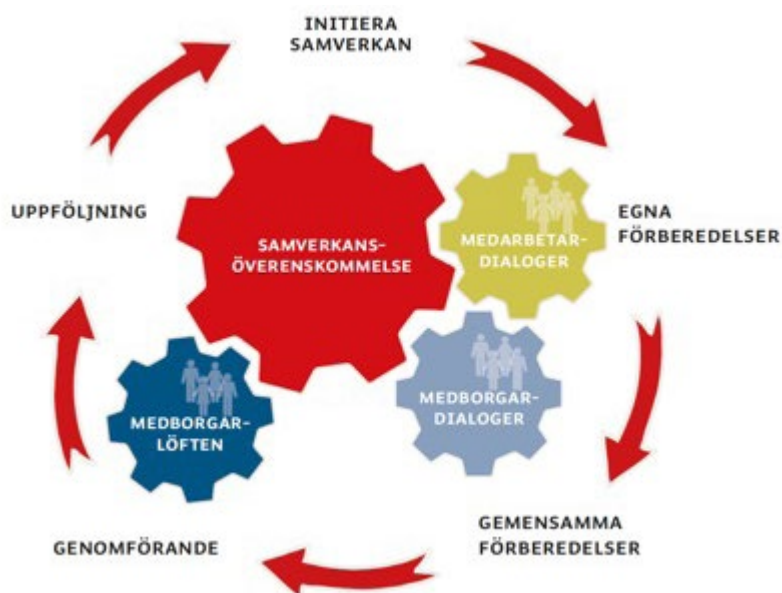 INITIERA
SAMVERKAN
EGNA
FÖRBEREDELSER
GEMENSAMMA
FÖRBEREDELSER
GENOMFÖRANDE
UPPFÖLJNING
SAMVERKANS-
ÖVERENSKOMMELSE
MEDARBETAR-
DIALOGER
MEDBORGAR-
DIALOGER
MEDBORGAR-
LÖFTEN